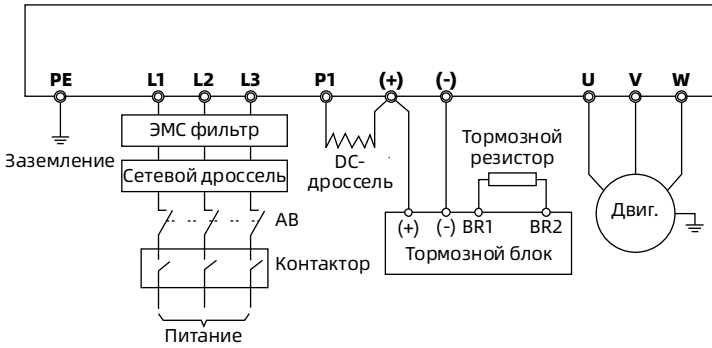 PE L1 L2 L3 P1 (+) (-) U V W
ЭМС фильтр
Заземление
Сетевой дроссель
DC-
дроссель
Тормозной
резистор
Двиг.
АВ
(+) (-) BR1 BR2
Тормозной блок
Контактор
Питание